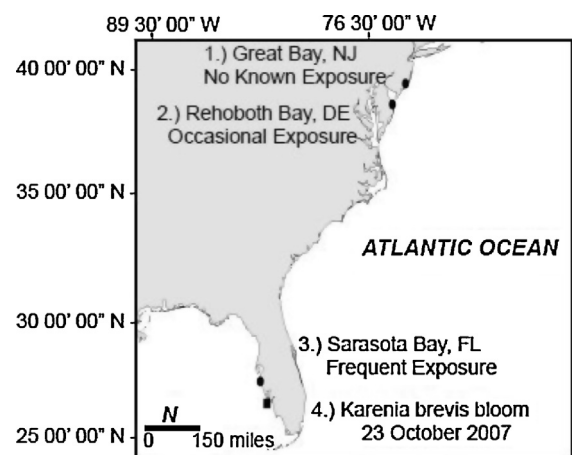 89 30' 00” W 76 30' 00” W
40 00’ 00” N
1.) Great Bay, NJ
No Known Exposure
2.) Rehoboth Bay, DE
Occasional Exposure
35 00’ 00” N
ATLANTIC OCEAN
30 00’ 00” N
3.) Sarasota Bay, FL
Frequent Exposure
4.) Karenia brevis bloom
23 October 2007
N
0 150 miles
25 00’ 00” N